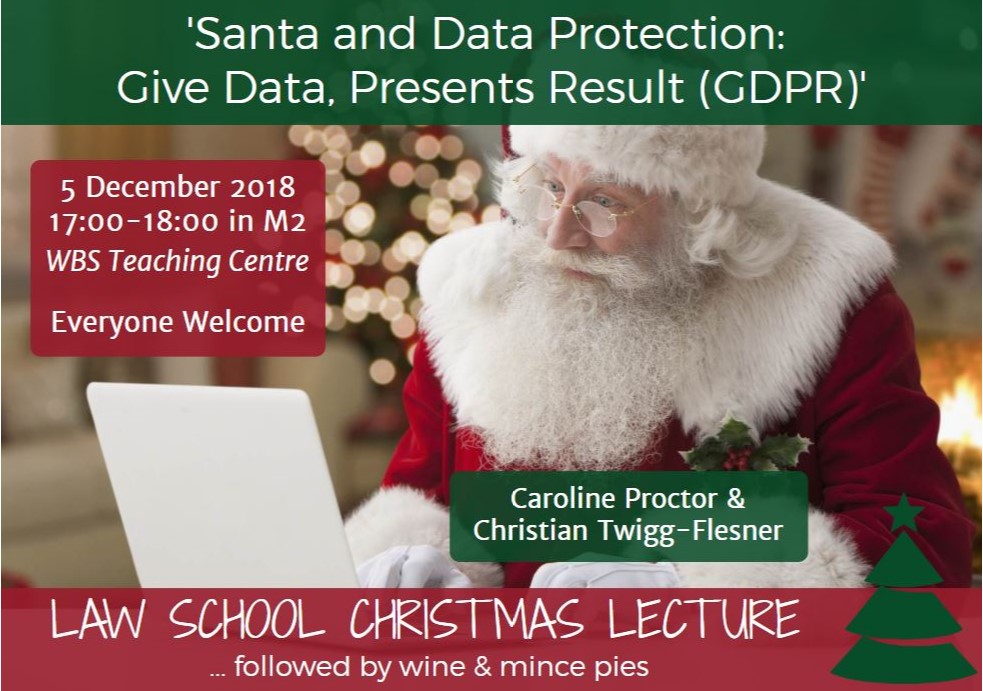 'Santa and Data Protection:
Give Data, Presents Result (GDPR)'
5 December 2018
17:00-18:00 in M2
WBS Teaching Centre
Everyone Welcome
Caroline Proctor &
Christian Twigg-Flesner
LAW SCHOOL CHRISTMAS LECTURE
... followed by wine & mince pies